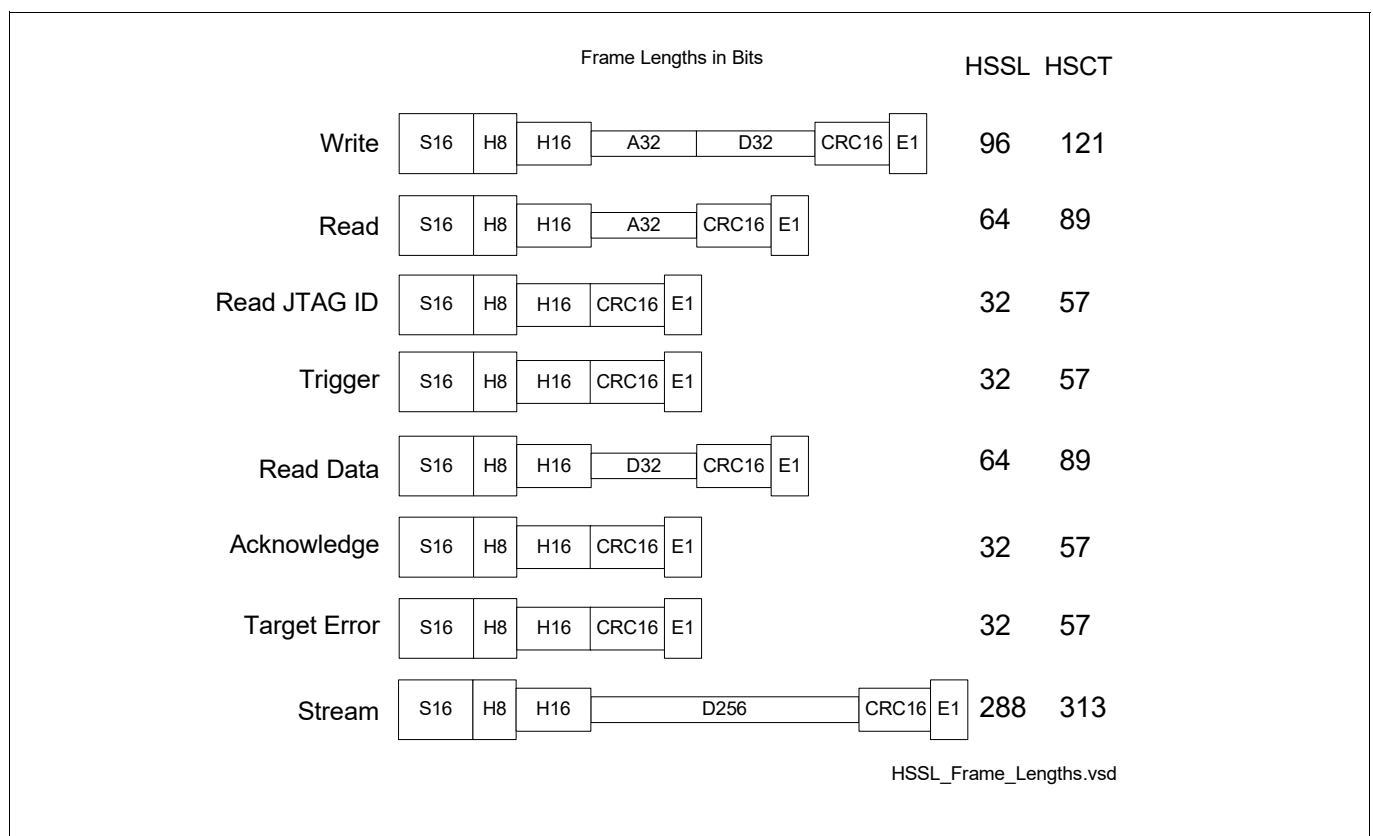 Frame Lengths in Bits
HSSL HSCT
Write S16 H8 H16 A32 D32 CRC16 E1 96 121
Read S16 H8 H16 A32 CRC16 E1 64 89
Read JTAG ID S16 H8 H16 CRC16 E1 32 57
Trigger S16 H8 H16 CRC16 E1 32 57
Read Data S16 H8 H16 D32 CRC16 E1 64 89
Acknowledge S16 H8 H16 CRC16 E1 32 57
Target Error S16 H8 H16 CRC16 E1 32 57
Stream S16 H8 H16 D256 CRC16 E1 288 313
HSSL_Frame_Lengths.vsd